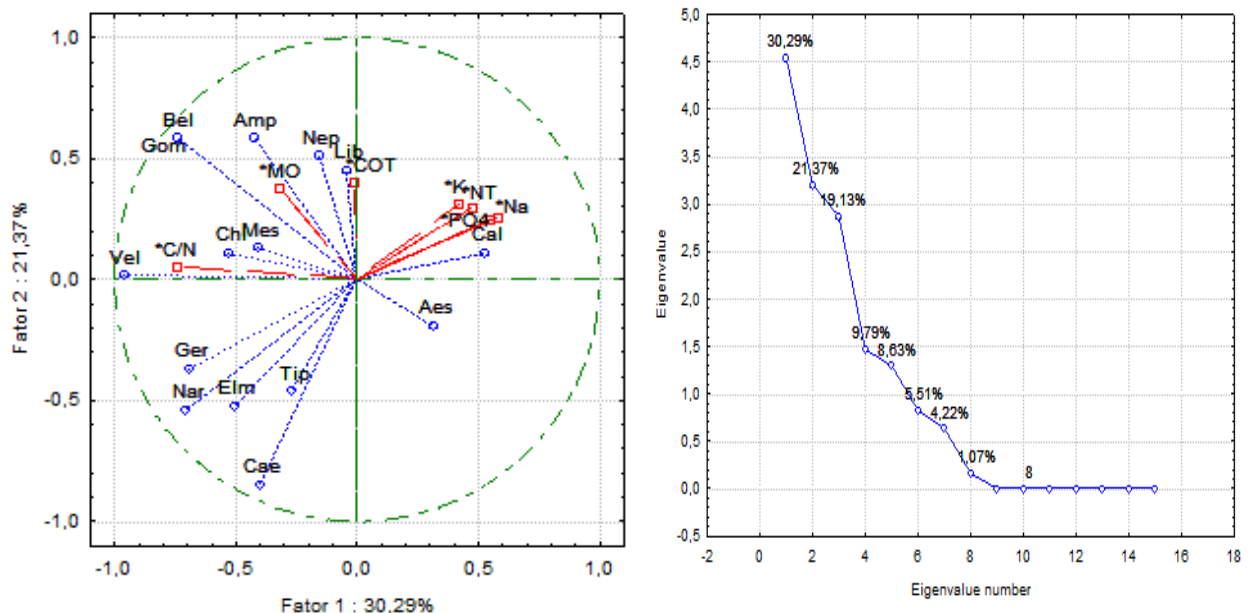 1,0
0,5
0,0
-0,5
-1,0
Fator 2 : 21,37%
Bel
Gom
Amp
*MO
Nep
Lib
*COT
*K
*NT
*Na
*PO4
Cal
Ch
Mes
*C/N
Vel
Aes
Ger
Nar
Elm
Tip
Cae
-1,0 -0,5 0,0 0,5 1,0
Fator 1 : 30,29%
5,0
4,5
4,0
3,5
3,0
2,5
2,0
1,5
1,0
0,5
0,0
-0,5
Eigenvalue
30,29%
21,37%
19,13%
9,79%
8,63%
5,51%
4,22%
1,07%
8
-2 0 2 4 6 8 10 12 14 16 18
Eigenvalue number